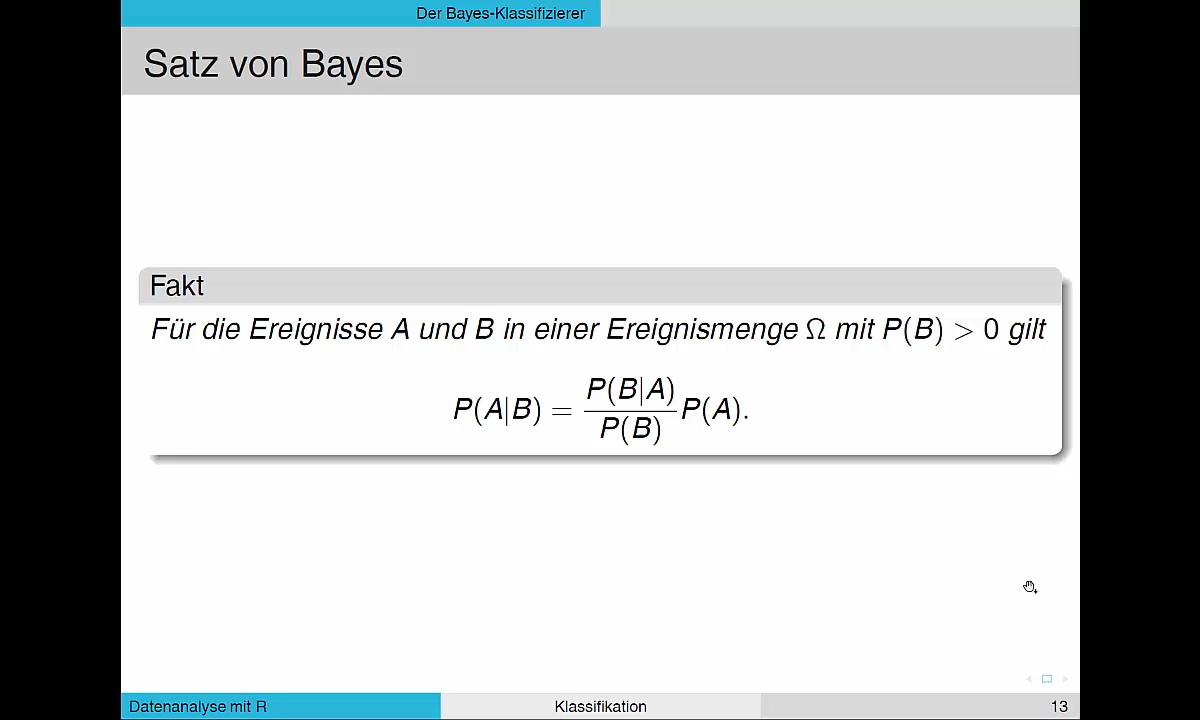 Der Bayes-Klassifizierer
Satz von Bayes
Fakt
Für die Ereignisse A und B in einer Ereignismenge Ω mit P(B) > 0 gilt
P(A|B) = P(B|A) / P(B) P(A).
Datenanalyse mit R
Klassifikation
13